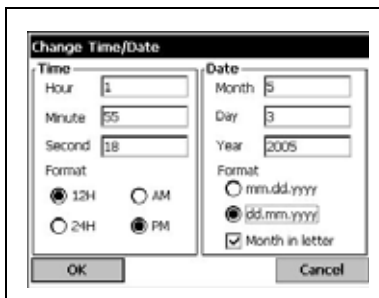 Change Time/Date
Time
Hour 1
Minute 55
Second 18
Format
12H AM
24H PM
Date
Month 5
Day 3
Year 2005
Format
mm.dd.yyyy
dd.mm.yyyy
Month in letter
OK
Cancel